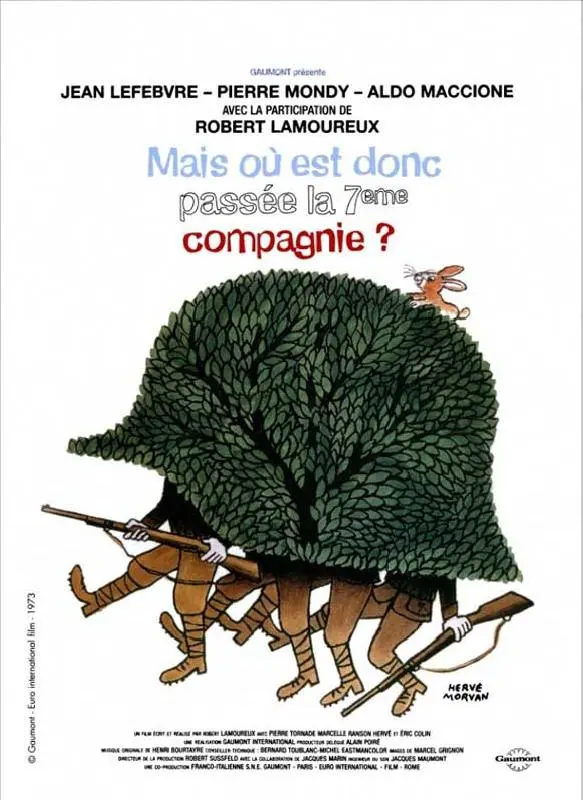 GAUMONT présente
JEAN LEFEBVRE – PIERRE MONDY – ALDO MACCIONE
AVEC LA PARTICIPATION DE
ROBERT LAMOUREUX
Mais où est donc
passée la 7eme
compagnie ?
HERVÉ
MORVAN
© Gaumont - Euro international film - 1973
UN FILM ÉCRIT ET RÉALISÉ PAR ROBERT LAMOUREUX AVEC PIERRE TORNADE MARCELLE RANSON HERVÉ ET ÉRIC COLIN
UNE RÉALISATION GAUMONT INTERNATIONAL PRODUCTEUR DÉLÉGUÉ ALAIN POIRÉ
MUSIQUE ORIGINALE DE HENRI BOURTAYRE CONSEILLER TECHNIQUE : BERNARD TOUBLANC-MICHEL EASTMANCOLOR IMAGES DE MARCEL GRIGNON
DIRECTEUR DE LA PRODUCTION ROBERT SUSSFELD AVEC LA COLLABORATION DE JACQUES MARIN INGENIEUR DU SON JACQUES MAUMONT
UNE CO-PRODUCTION FRANCO-ITALIENNE S.N.E. GAUMONT - PARIS - EURO INTERNATIONAL - FILM - ROME
Gaumont